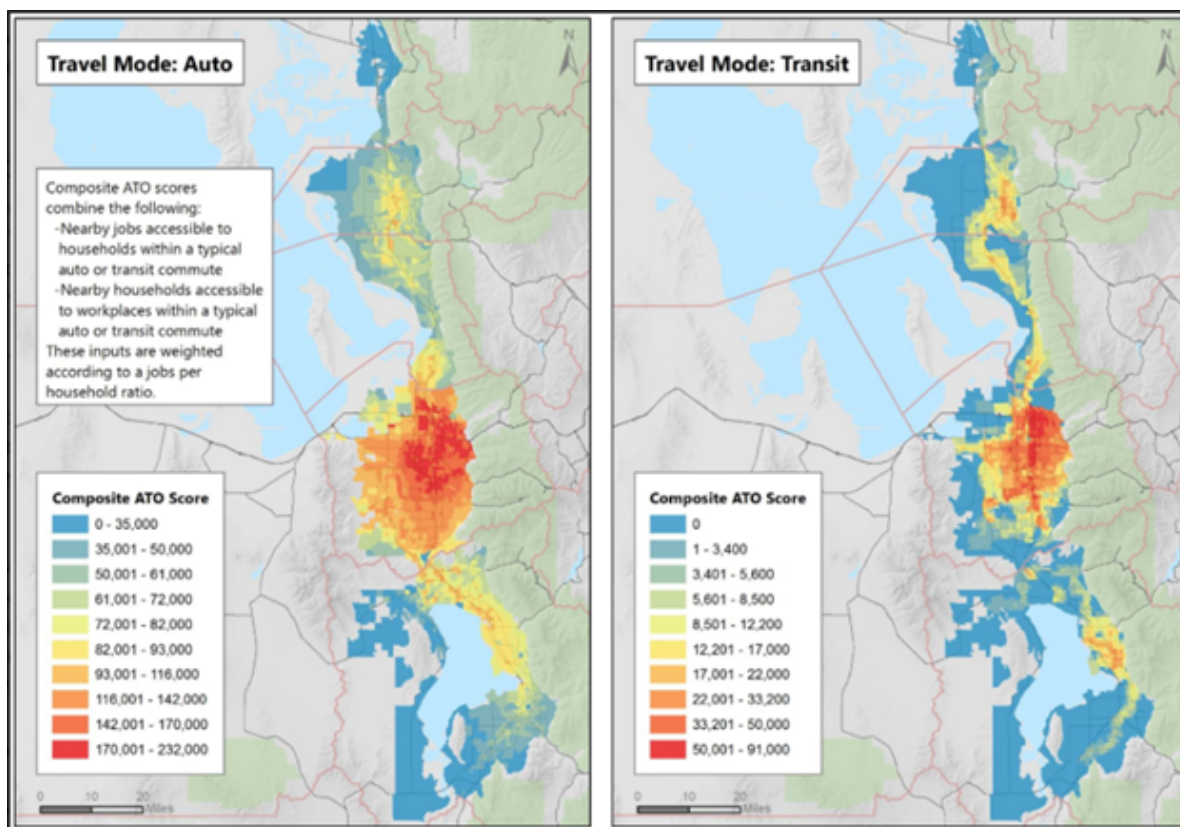 Travel Mode: Auto
N
Composite ATO scores
combine the following:
-Nearby jobs accessible to
households within a typical
auto or transit commute
-Nearby households accessible
to workplaces within a typical
auto or transit commute
These inputs are weighted
according to a jobs per
household ratio.
Composite ATO Score
0 - 35,000
35,001 - 50,000
50,001 - 61,000
61,001 - 72,000
72,001 - 82,000
82,001 - 93,000
93,001 - 116,000
116,001 - 142,000
142,001 - 170,000
170,001 - 232,000
0 10 20
Miles
Travel Mode: Transit
N
Composite ATO Score
0
1 - 3,400
3,401 - 5,600
5,601 - 8,500
8,501 - 12,200
12,201 - 17,000
17,001 - 22,000
22,001 - 33,200
33,201 - 50,000
50,001 - 91,000
0 10 20
Miles